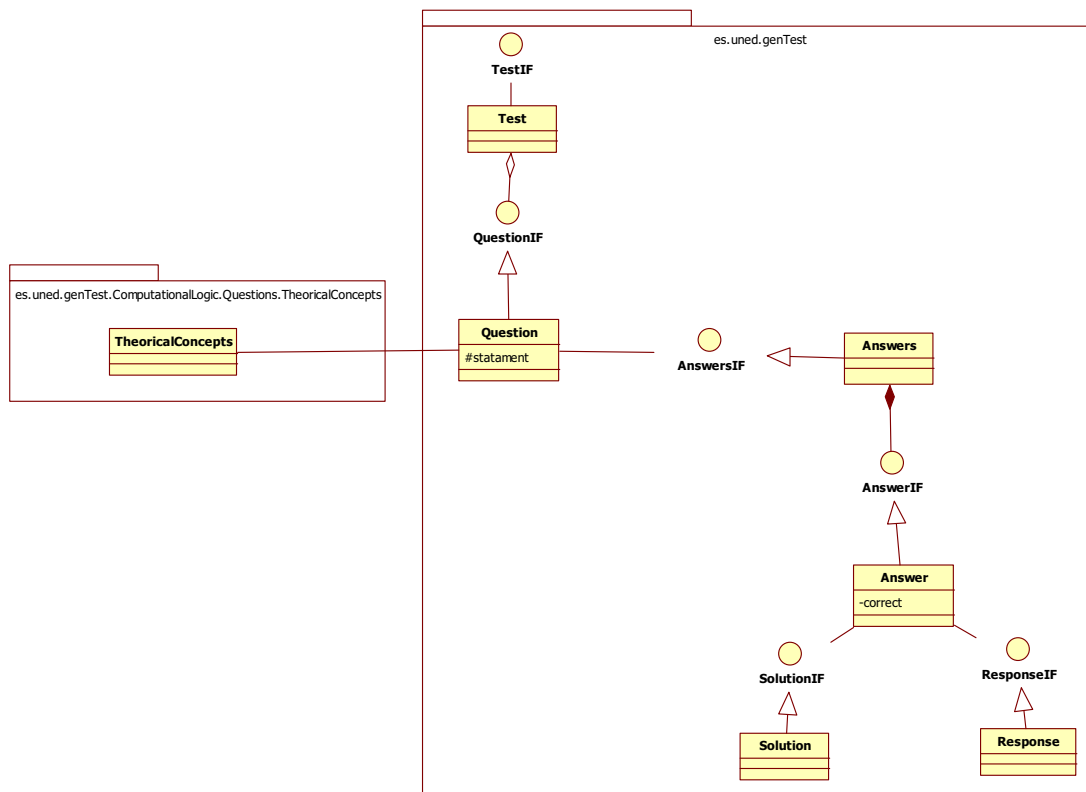 es.uned.genTest
TestIF
Test
QuestionIF
es.uned.genTest.ComputationalLogic.Questions.TheoricalConcepts
TheoricalConcepts
Question
#statament
AnswersIF
Answers
AnswerIF
Answer
-correct
SolutionIF
ResponseIF
Solution
Response